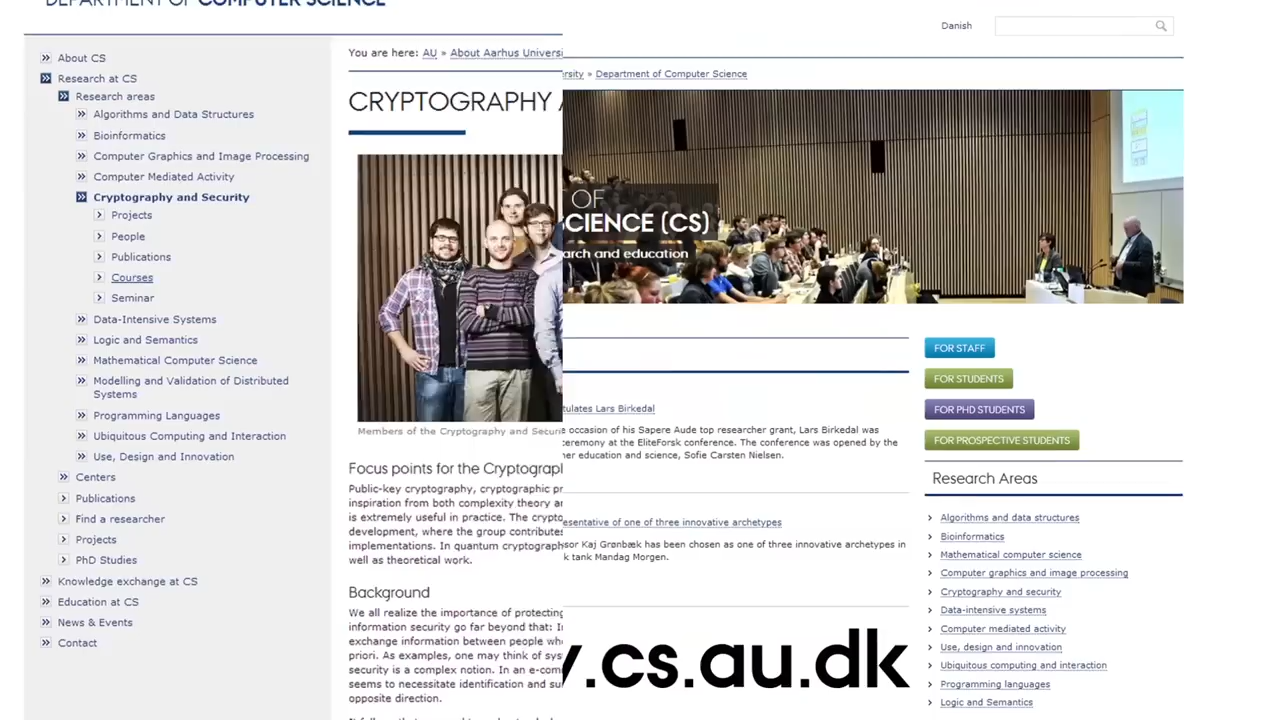 DEPARTMENT OF COMPUTER SCIENCE
About CS
Research at CS
Research areas
Algorithms and Data Structures
Bioinformatics
Computer Graphics and Image Processing
Computer Mediated Activity
Cryptography and Security
Projects
People
Publications
Courses
Seminar
Data-Intensive Systems
Logic and Semantics
Mathematical Computer Science
Modelling and Validation of Distributed
Systems
Programming Languages
Ubiquitous Computing and Interaction
Use, Design and Innovation
Centers
Publications
Find a researcher
Projects
PhD Studies
Knowledge exchange at CS
Education at CS
News & Events
Contact
You are here: AU » About Aarhus Universi
CRYPTOGRAPHY
Members of the Cryptography and Securi
Focus points for the Cryptograp
Public-key cryptography, cryptographic pr
inspiration from both complexity theory a
is extremely useful in practice. The crypto
development, where the group contributes
implementations. In quantum cryptograph
well as theoretical work.
Background
We all realize the importance of protecting
information security go far beyond that: I
exchange information between people wh
priori. As examples, one may think of sys
security is a complex notion. In an e-com
seems to necessitate identification and su
opposite direction.
Danish
rsity » Department of Computer Science
T OF
SCIENCE (CS)
arch and education
tulates Lars Birkedal
e occasion of his Sapere Aude top researcher grant, Lars Birkedal was
ceremony at the EliteForsk conference. The conference was opened by the
er education and science, Sofie Carsten Nielsen.
esentative of one of three innovative archetypes
ssor Kaj Grønbæk has been chosen as one of three innovative archetypes in
k tank Mandag Morgen.
.cs.au.dk
FOR STAFF
FOR STUDENTS
FOR PHD STUDENTS
FOR PROSPECTIVE STUDENTS
Research Areas
Algorithms and data structures
Bioinformatics
Mathematical computer science
Computer graphics and image processing
Cryptography and security
Data-intensive systems
Computer mediated activity
Use, design and innovation
Ubiquitous computing and interaction
Programming languages
Logic and Semantics